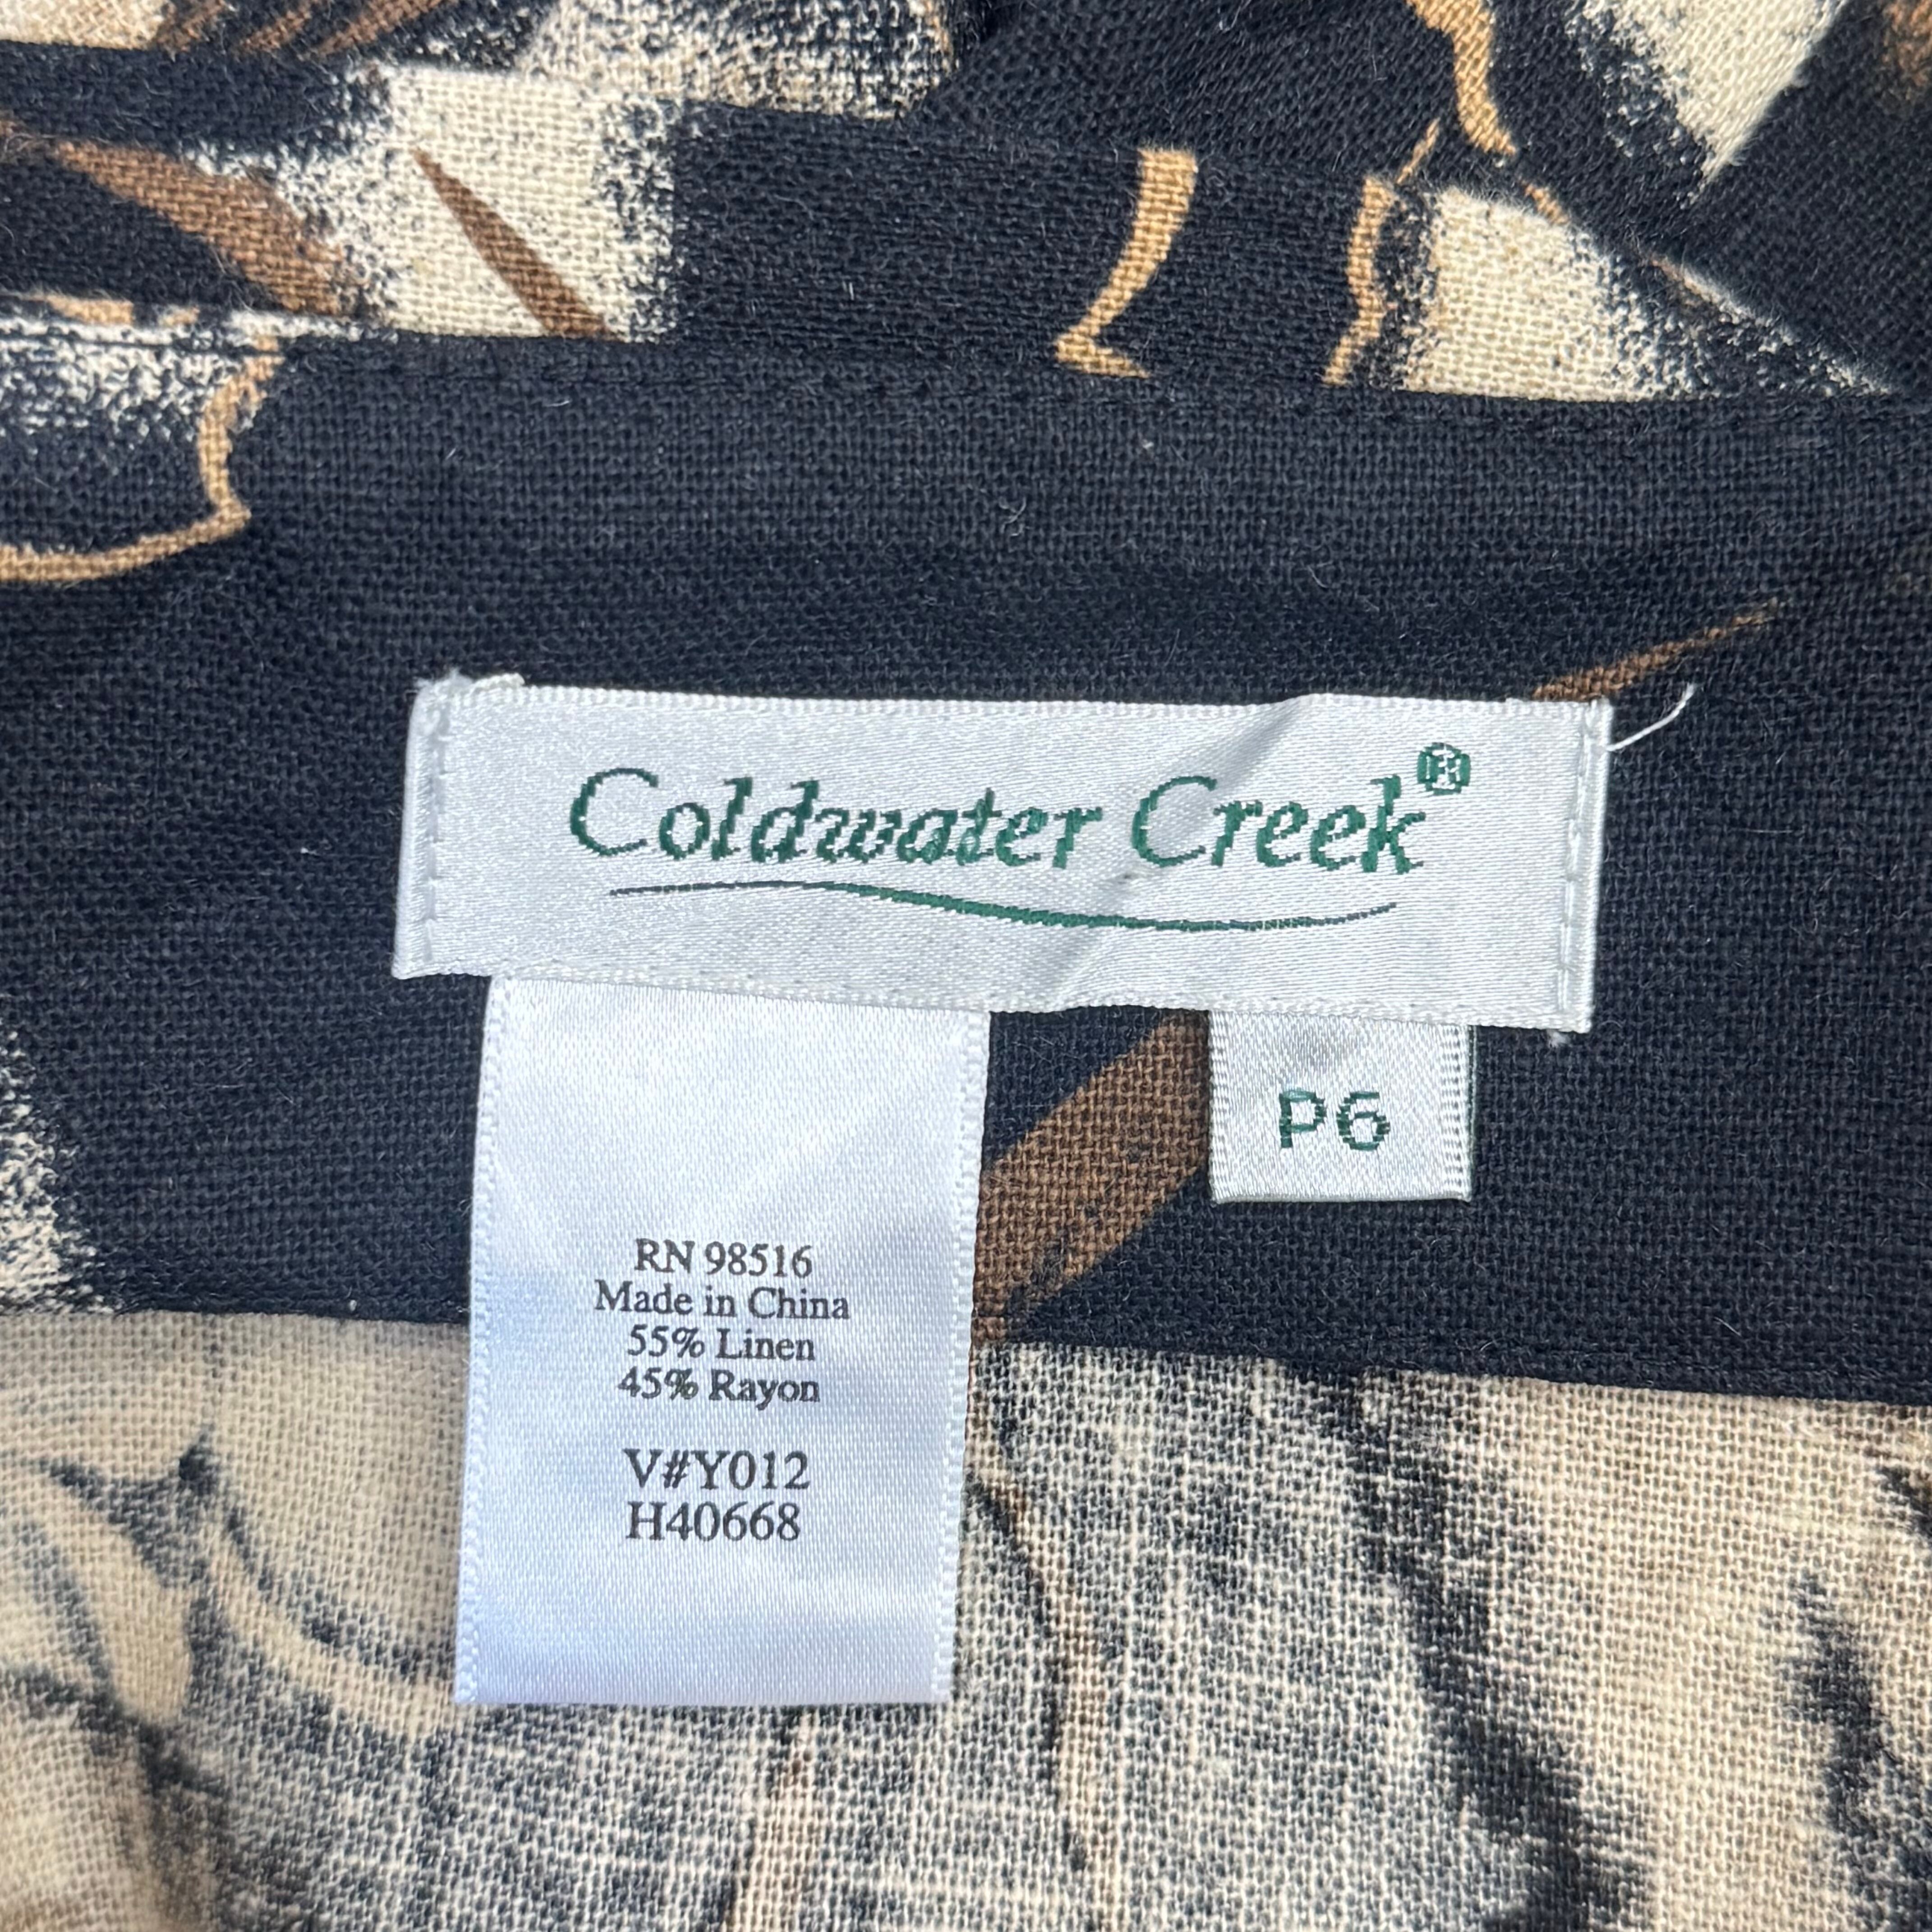 Coldwater Creek®
P6
RN 98516
Made in China
55% Linen
45% Rayon
V#Y012
H40668